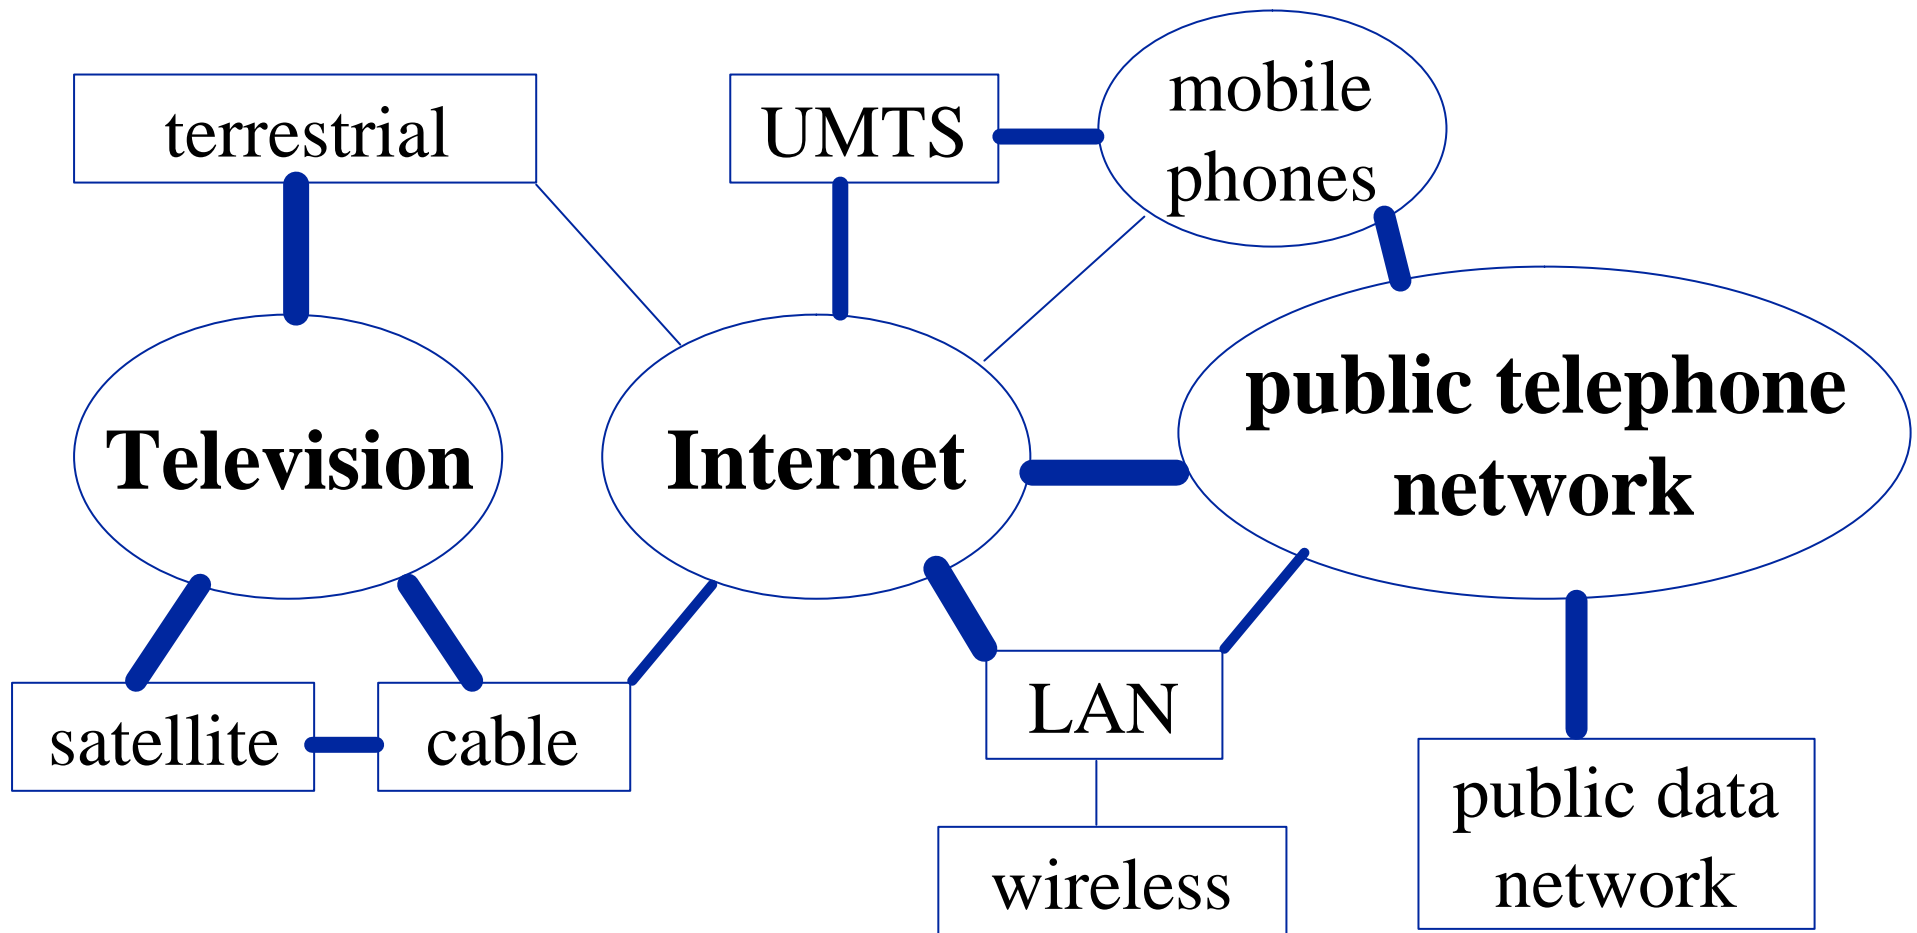 terrestrial
UMTS
mobile
phones
Television
Internet
public telephone
network
satellite
cable
LAN
public data
network
wireless